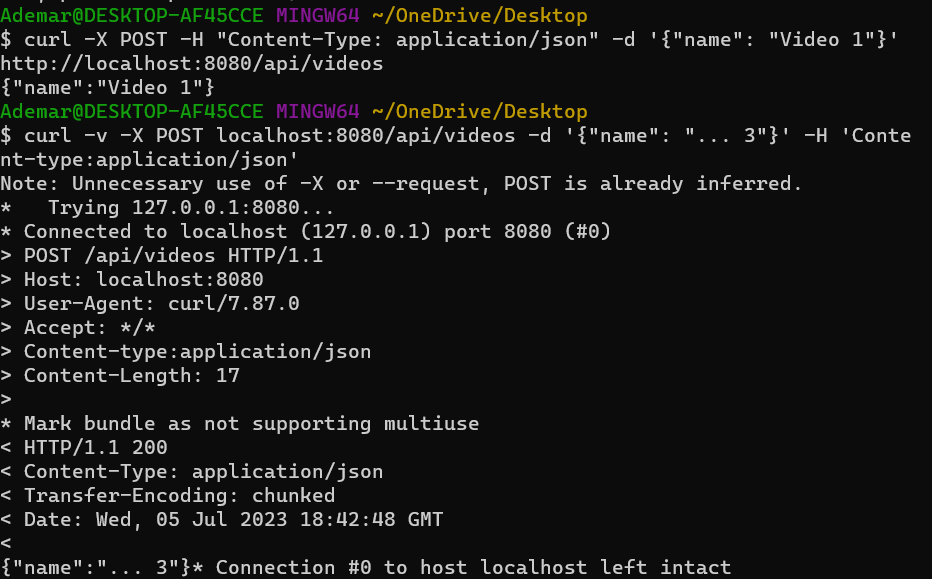 Ademar@DESKTOP-AF45CCE MINGW64 ~/OneDrive/Desktop
$ curl -X POST -H "Content-Type: application/json" -d '{"name": "Video 1"}'
http://localhost:8080/api/videos
{"name":"Video 1"}
Ademar@DESKTOP-AF45CCE MINGW64 ~/OneDrive/Desktop
$ curl -v -X POST localhost:8080/api/videos -d '{"name": "... 3"}' -H 'Conte
nt-type:application/json'
Note: Unnecessary use of -X or --request, POST is already inferred.
*   Trying 127.0.0.1:8080...
* Connected to localhost (127.0.0.1) port 8080 (#0)
> POST /api/videos HTTP/1.1
> Host: localhost:8080
> User-Agent: curl/7.87.0
> Accept: */*
> Content-type:application/json
> Content-Length: 17
>
* Mark bundle as not supporting multiuse
< HTTP/1.1 200
< Content-Type: application/json
< Transfer-Encoding: chunked
< Date: Wed, 05 Jul 2023 18:42:48 GMT
<
{"name":"... 3"}* Connection #0 to host localhost left intact